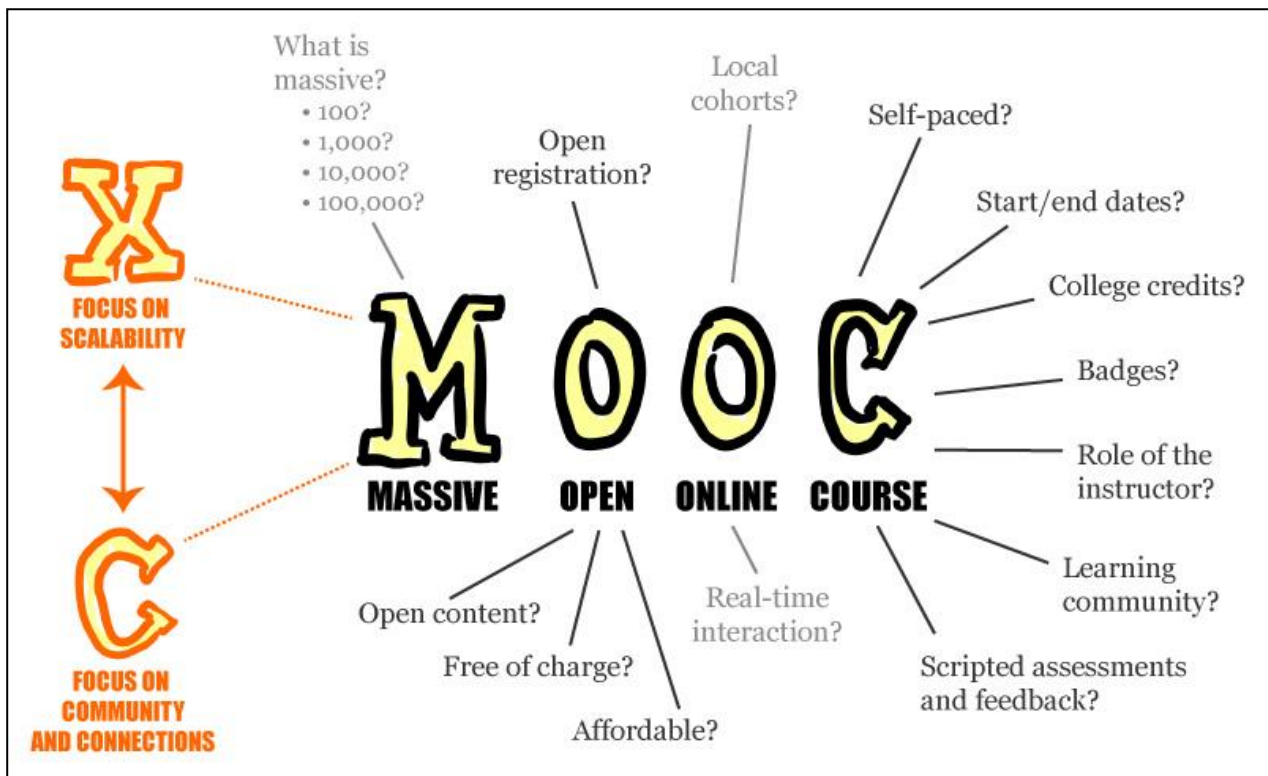 What is
massive?
• 100?
• 1,000?
• 10,000?
• 100,000?
Open
registration?
Local
cohorts?
Self-paced?
Start/end dates?
College credits?
Badges?
Role of the
instructor?
Learning
community?
Scripted assessments
and feedback?
X
FOCUS ON
SCALABILITY
C
FOCUS ON
COMMUNITY
AND CONNECTIONS
MOOC
MASSIVE OPEN ONLINE COURSE
Open content?
Free of charge?
Affordable?
Real-time
interaction?